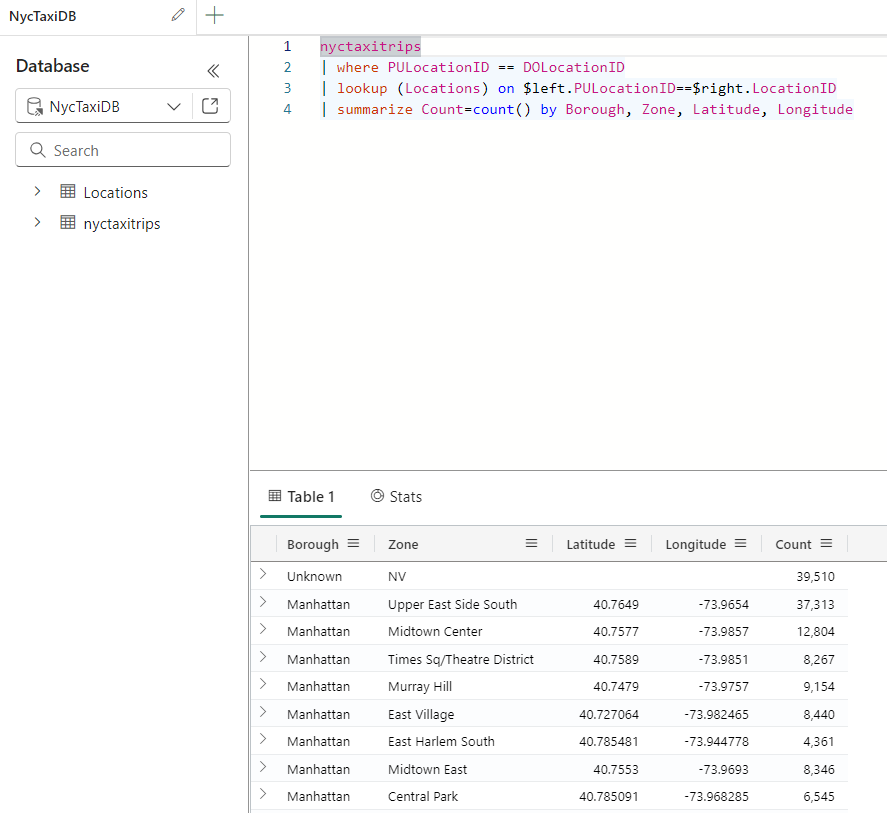 NycTaxiDB
Database
NycTaxiDB
Search
Locations
nyctaxitrips
1 nyctaxitrips
2 | where PULocationID == DOLocationID
3 | lookup (Locations) on $left.PULocationID==$right.LocationID
4 | summarize Count=count() by Borough, Zone, Latitude, Longitude
Table 1 Stats
Borough Zone Latitude Longitude Count
Unknown NV 39,510
Manhattan Upper East Side South 40.7649 -73.9654 37,313
Manhattan Midtown Center 40.7577 -73.9857 12,804
Manhattan Times Sq/Theatre District 40.7589 -73.9851 8,267
Manhattan Murray Hill 40.7479 -73.9757 9,154
Manhattan East Village 40.727064 -73.982465 8,440
Manhattan East Harlem South 40.785481 -73.944778 4,361
Manhattan Midtown East 40.7553 -73.9693 8,346
Manhattan Central Park 40.785091 -73.968285 6,545